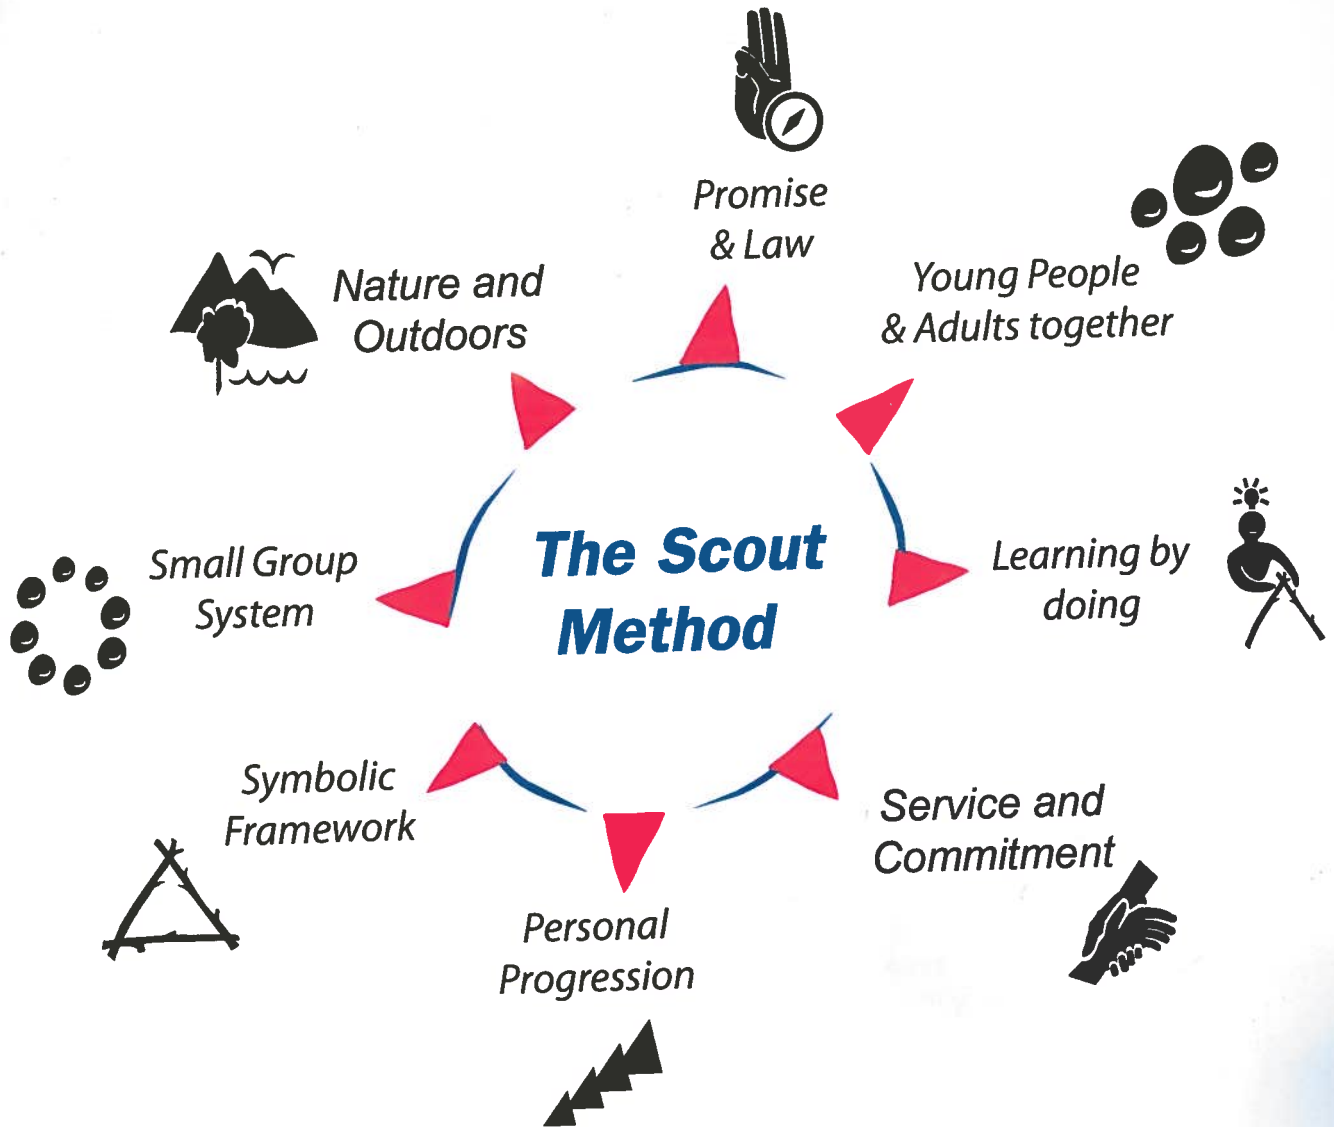 Promise
& Law
Young People
& Adults together
Nature and
Outdoors
The Scout
Method
Learning by
doing
Small Group
System
Service and
Commitment
Symbolic
Framework
Personal
Progression